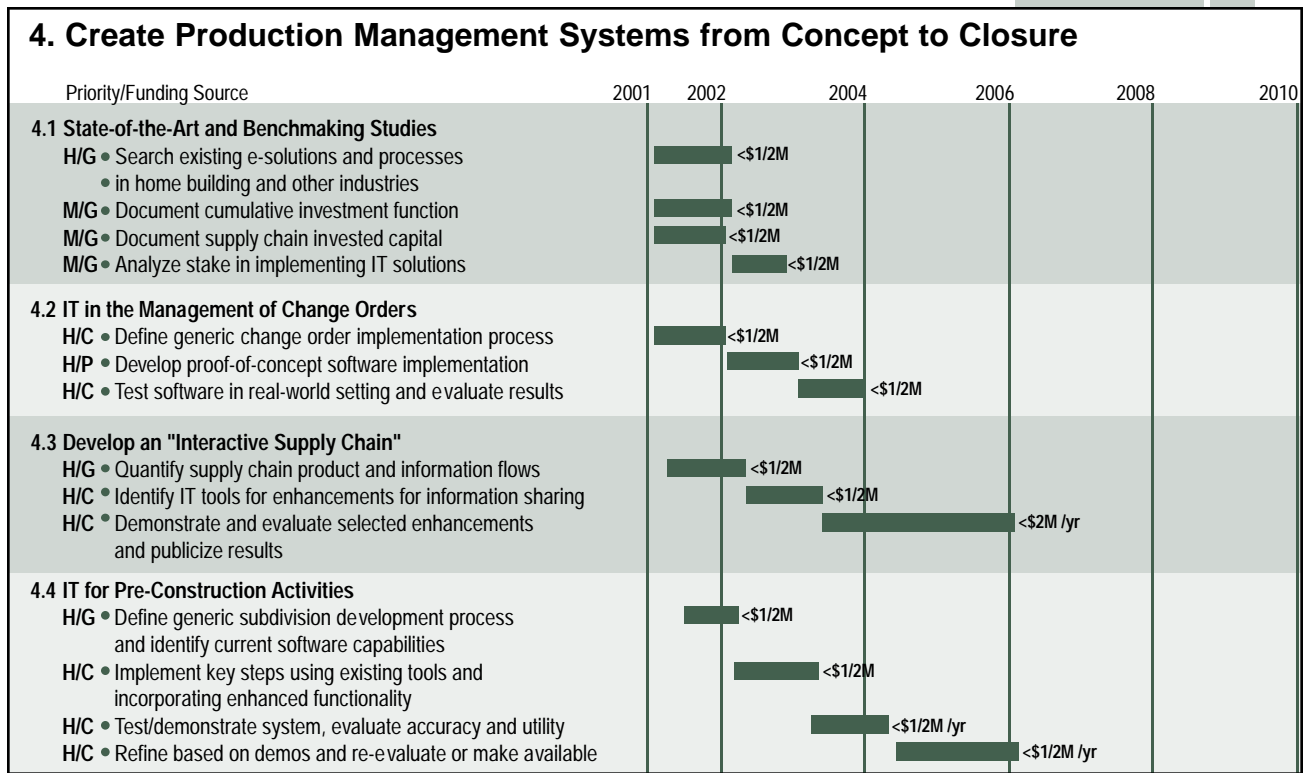 4. Create Production Management Systems from Concept to Closure
Priority/Funding Source 2001 2002 2004 2006 2008 2010
4.1 State-of-the-Art and Benchmaking Studies
H/G • Search existing e-solutions and processes <$1/2M
• in home building and other industries
M/G • Document cumulative investment function <$1/2M
M/G • Document supply chain invested capital <$1/2M
M/G • Analyze stake in implementing IT solutions <$1/2M
4.2 IT in the Management of Change Orders
H/C • Define generic change order implementation process <$1/2M
H/P • Develop proof-of-concept software implementation <$1/2M
H/C • Test software in real-world setting and evaluate results <$1/2M
4.3 Develop an "Interactive Supply Chain"
H/G • Quantify supply chain product and information flows <$1/2M
H/C • Identify IT tools for enhancements for information sharing <$1/2M
H/C • Demonstrate and evaluate selected enhancements <$2M /yr
and publicize results
4.4 IT for Pre-Construction Activities
H/G • Define generic subdivision development process <$1/2M
and identify current software capabilities
H/C • Implement key steps using existing tools and <$1/2M
incorporating enhanced functionality
H/C • Test/demonstrate system, evaluate accuracy and utility <$1/2M /yr
H/C • Refine based on demos and re-evaluate or make available <$1/2M /yr